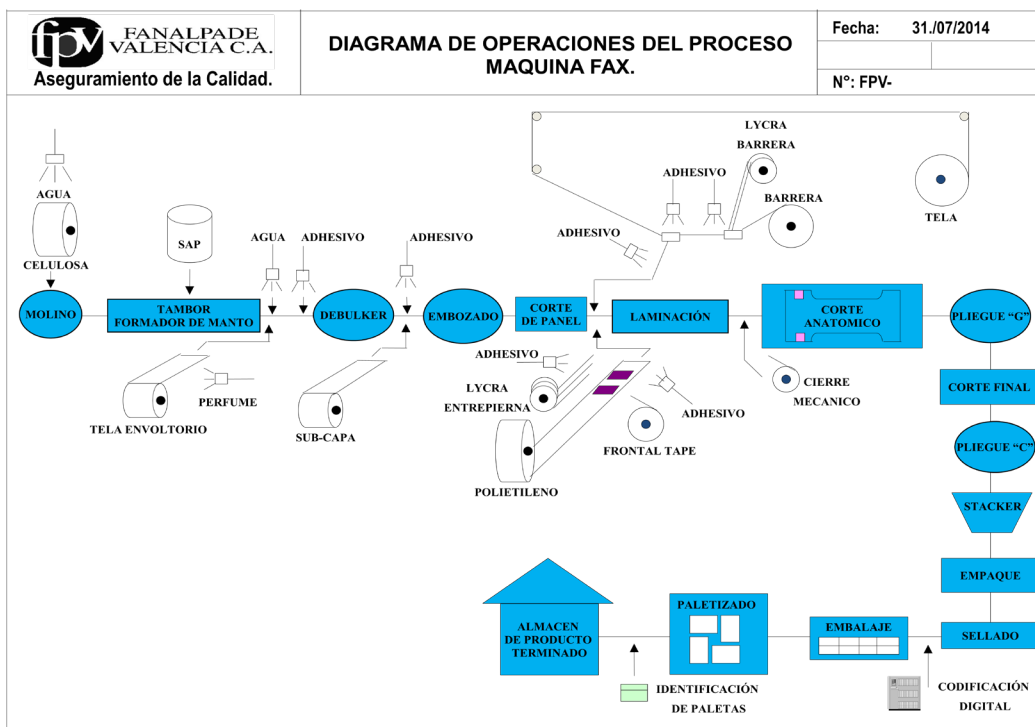 fpv
FANALPADE
VALENCIA C.A.
Aseguramiento de la Calidad.
DIAGRAMA DE OPERACIONES DEL PROCESO
MAQUINA FAX.
Fecha: 31./07/2014
N°: FPV-
AGUA
CELULOSA
SAP
AGUA
ADHESIVO
ADHESIVO
ADHESIVO
ADHESIVO
LYCRA
BARRERA
BARRERA
TELA
MOLINO
TAMBOR
FORMADOR DE MANTO
DEBULKER
EMBOZADO
CORTE
DE PANEL
LAMINACIÓN
CORTE
ANATOMICO
PLIEGUE “G”
TELA ENVOLTORIO
PERFUME
SUB-CAPA
ADHESIVO
LYCRA
ENTREPIERNA
POLIETILENO
ADHESIVO
FRONTAL TAPE
CIERRE
MECANICO
CORTE FINAL
PLIEGUE “C”
STACKER
EMPAQUE
SELLADO
CODIFICACIÓN
DIGITAL
EMBALAJE
PALETIZADO
IDENTIFICACIÓN
DE PALETAS
ALMACEN
DE PRODUCTO
TERMINADO